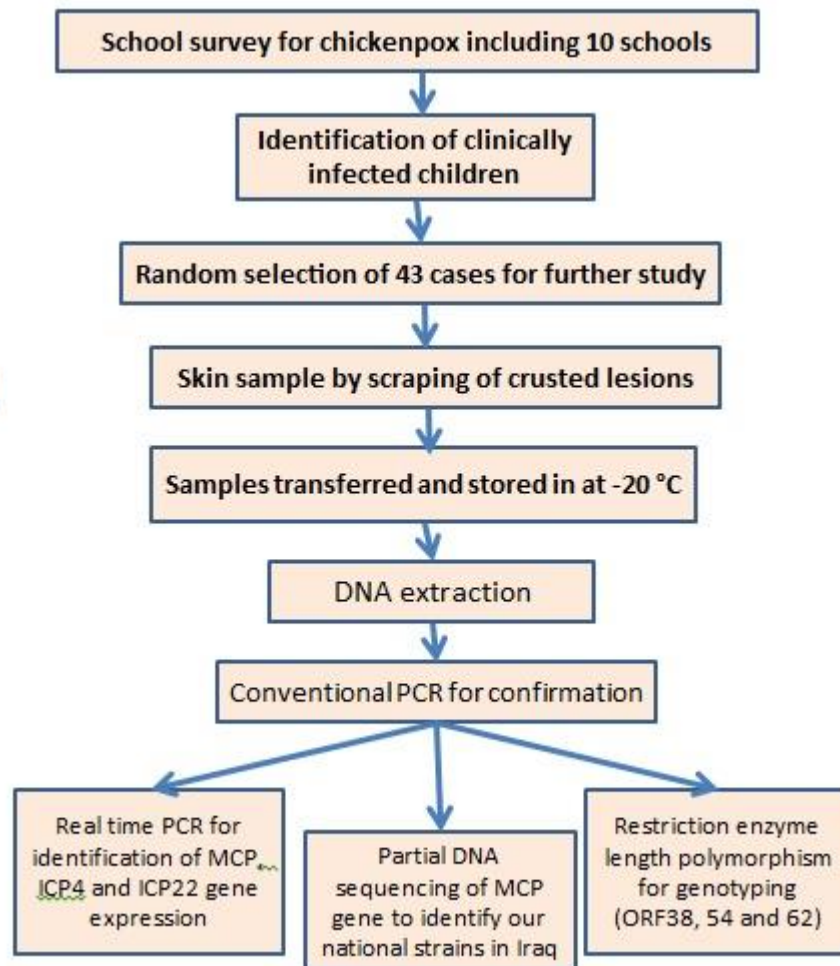 School survey for chickenpox including 10 schools
Identification of clinically
infected children
Random selection of 43 cases for further study
Skin sample by scraping of crusted lesions
Samples transferred and stored in at -20 °C
DNA extraction
Conventional PCR for confirmation
Real time PCR for
identification of MCP,
ICP4 and ICP22 gene
expression
Partial DNA
sequencing of MCP
gene to identify our
national strains in Iraq
Restriction enzyme
length polymorphism
for genotyping
(ORF38, 54 and 62)